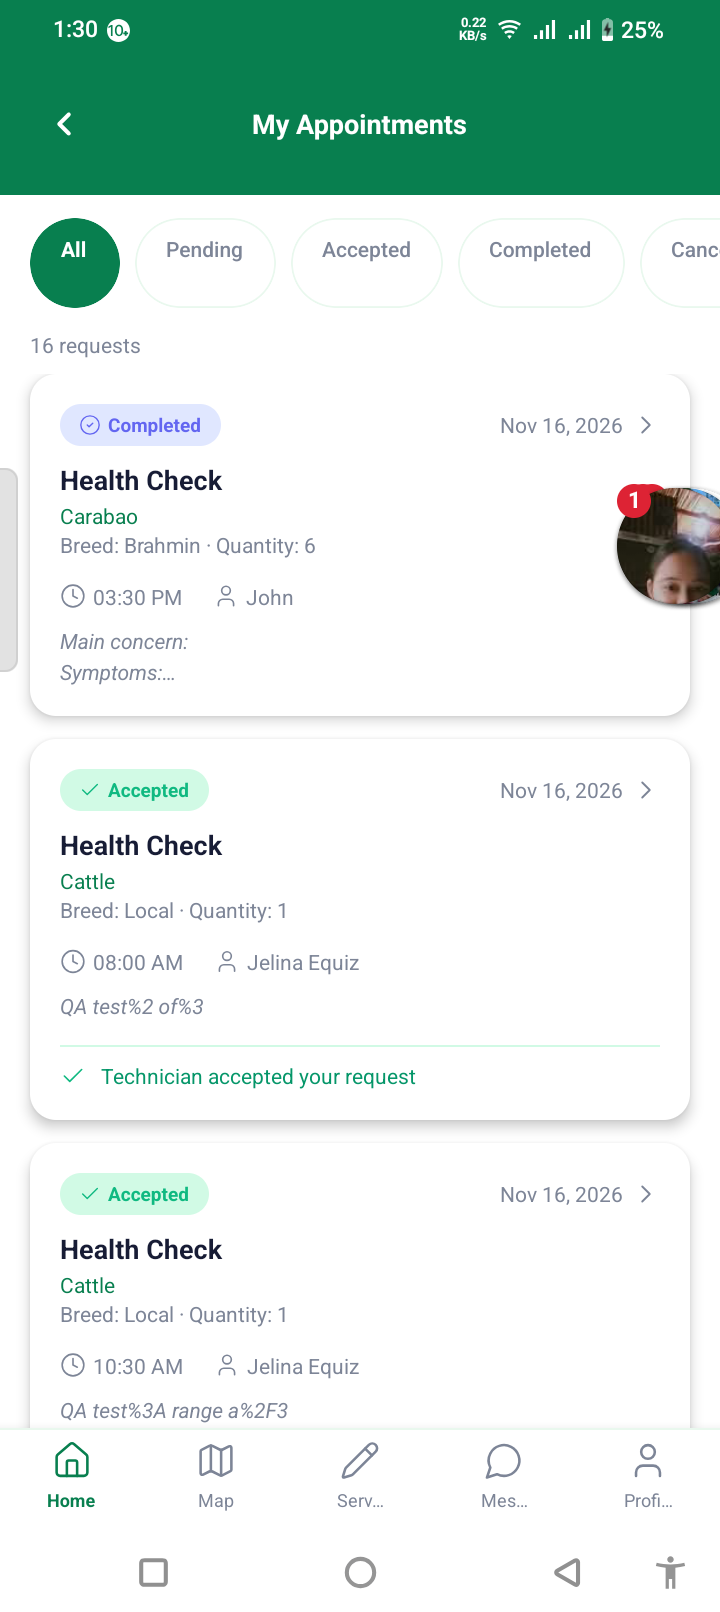 1:30 10. 0.22 KB/s 25%
My Appointments
All Pending Accepted Completed Canc
16 requests
Completed Nov 16, 2026
Health Check
Carabao
Breed: Brahmin · Quantity: 6
1
03:30 PM John
Main concern:
Symptoms:...
Accepted Nov 16, 2026
Health Check
Cattle
Breed: Local · Quantity: 1
08:00 AM Jelina Equiz
QA test%2 of%3
Technician accepted your request
Accepted Nov 16, 2026
Health Check
Cattle
Breed: Local · Quantity: 1
10:30 AM Jelina Equiz
QA test%3A range a%2F3
Home Map Serv... Mes... Profi...